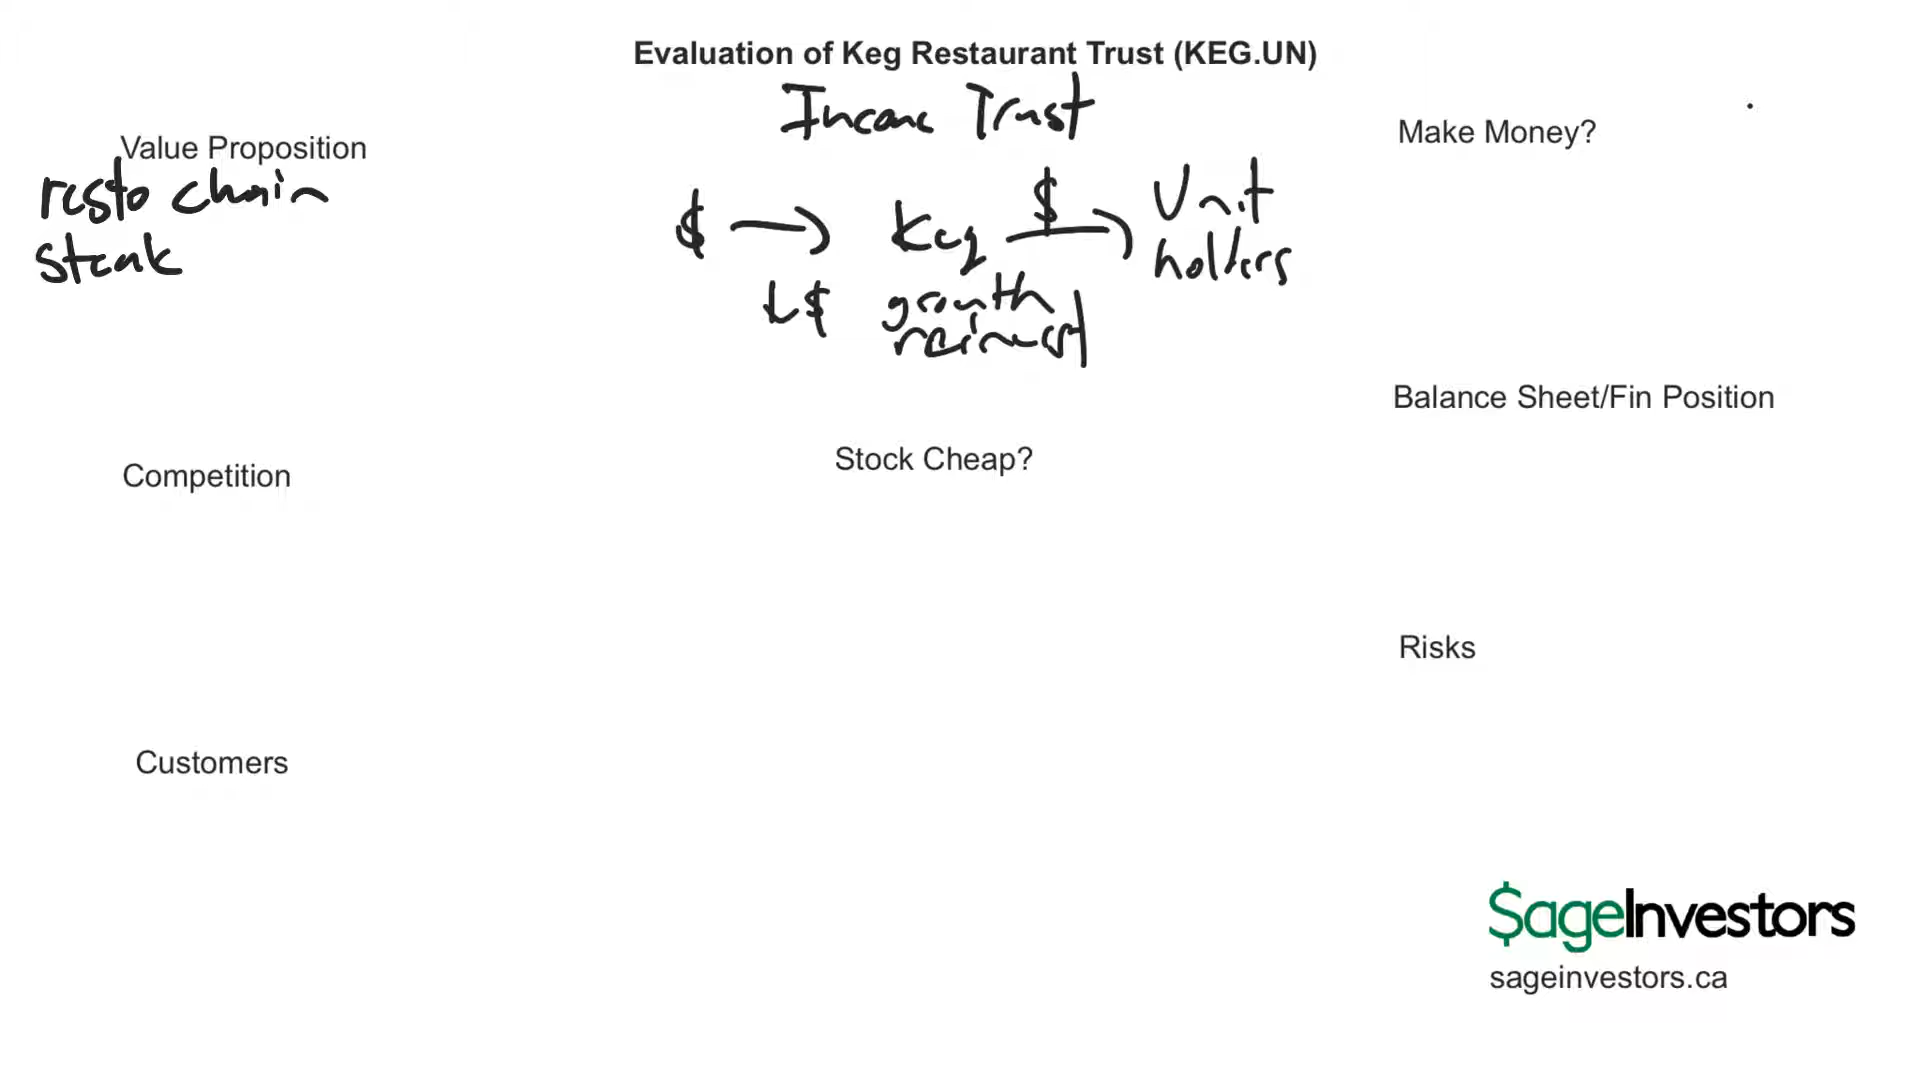 Evaluation of Keg Restaurant Trust (KEG.UN)
Income Trust
Value Proposition
resto chain
steak
$ → Keg $ → Unit holders
↓$ growth
reinvest
Make Money?
Balance Sheet/Fin Position
Stock Cheap?
Competition
Risks
Customers
$ageInvestors
sageinvestors.ca